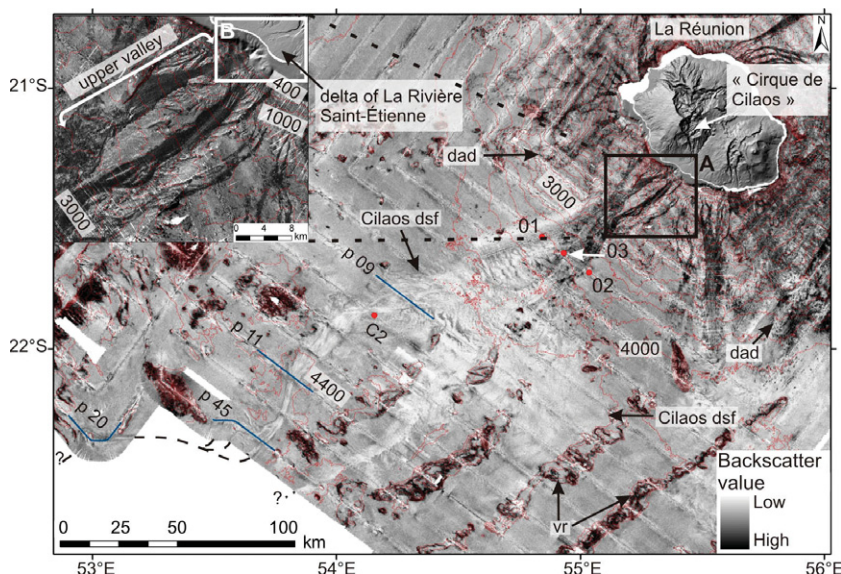 B
upper valley
400
1000
3000
delta of La Rivière
Saint-Étienne
0 4 8
km
La Réunion
N
« Cirque de
Cilaos »
A
21°S
dad
3000
Cilaos dsf
01
03
02
p 09
C2
22°S
p 11
4400
4000
dad
p 20
p 45
Cilaos dsf
?
?
vr
Backscatter
value
Low
High
0 25 50 100
km
53°E 54°E 55°E 56°E